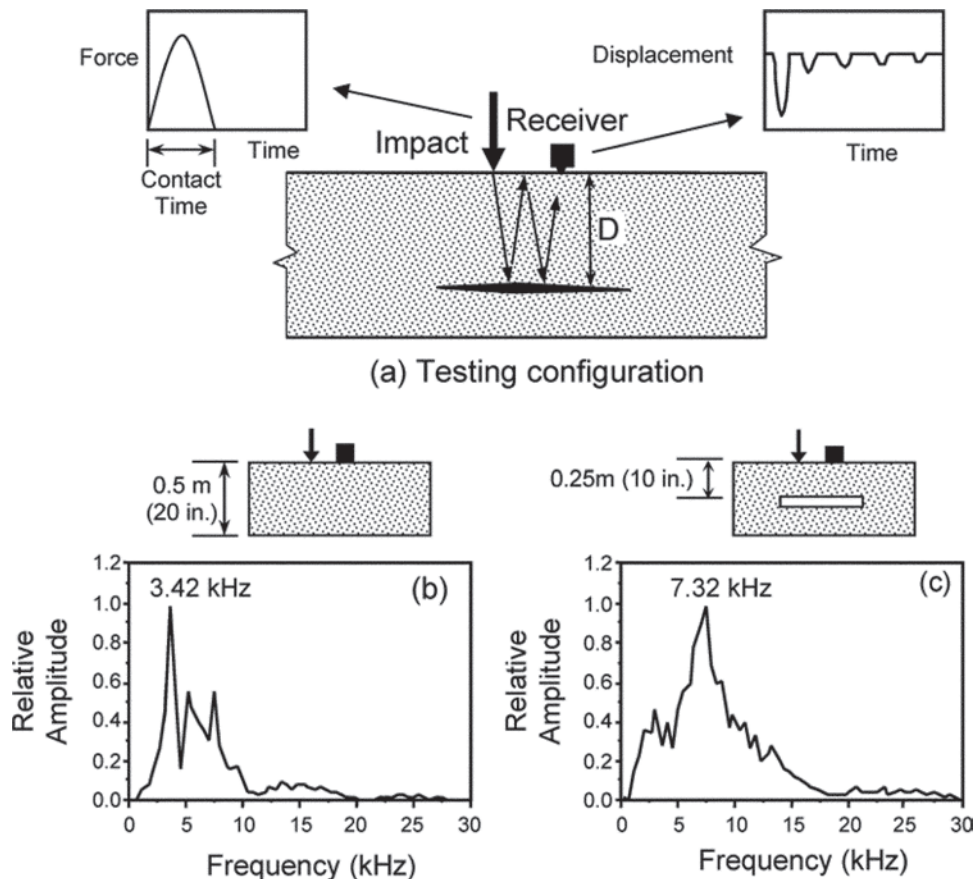 Force
Time
Contact
Time
Impact
Receiver
Displacement
Time
D
(a) Testing configuration
0.5 m
(20 in.)
0.25m (10 in.)
Relative
Amplitude
1.2
1.0
0.8
0.6
0.4
0.2
0.0
3.42 kHz
(b)
0 5 10 15 20 25 30
Frequency (kHz)
Relative
Amplitude
1.2
1.0
0.8
0.6
0.4
0.2
0.0
7.32 kHz
(c)
0 5 10 15 20 25 30
Frequency (kHz)